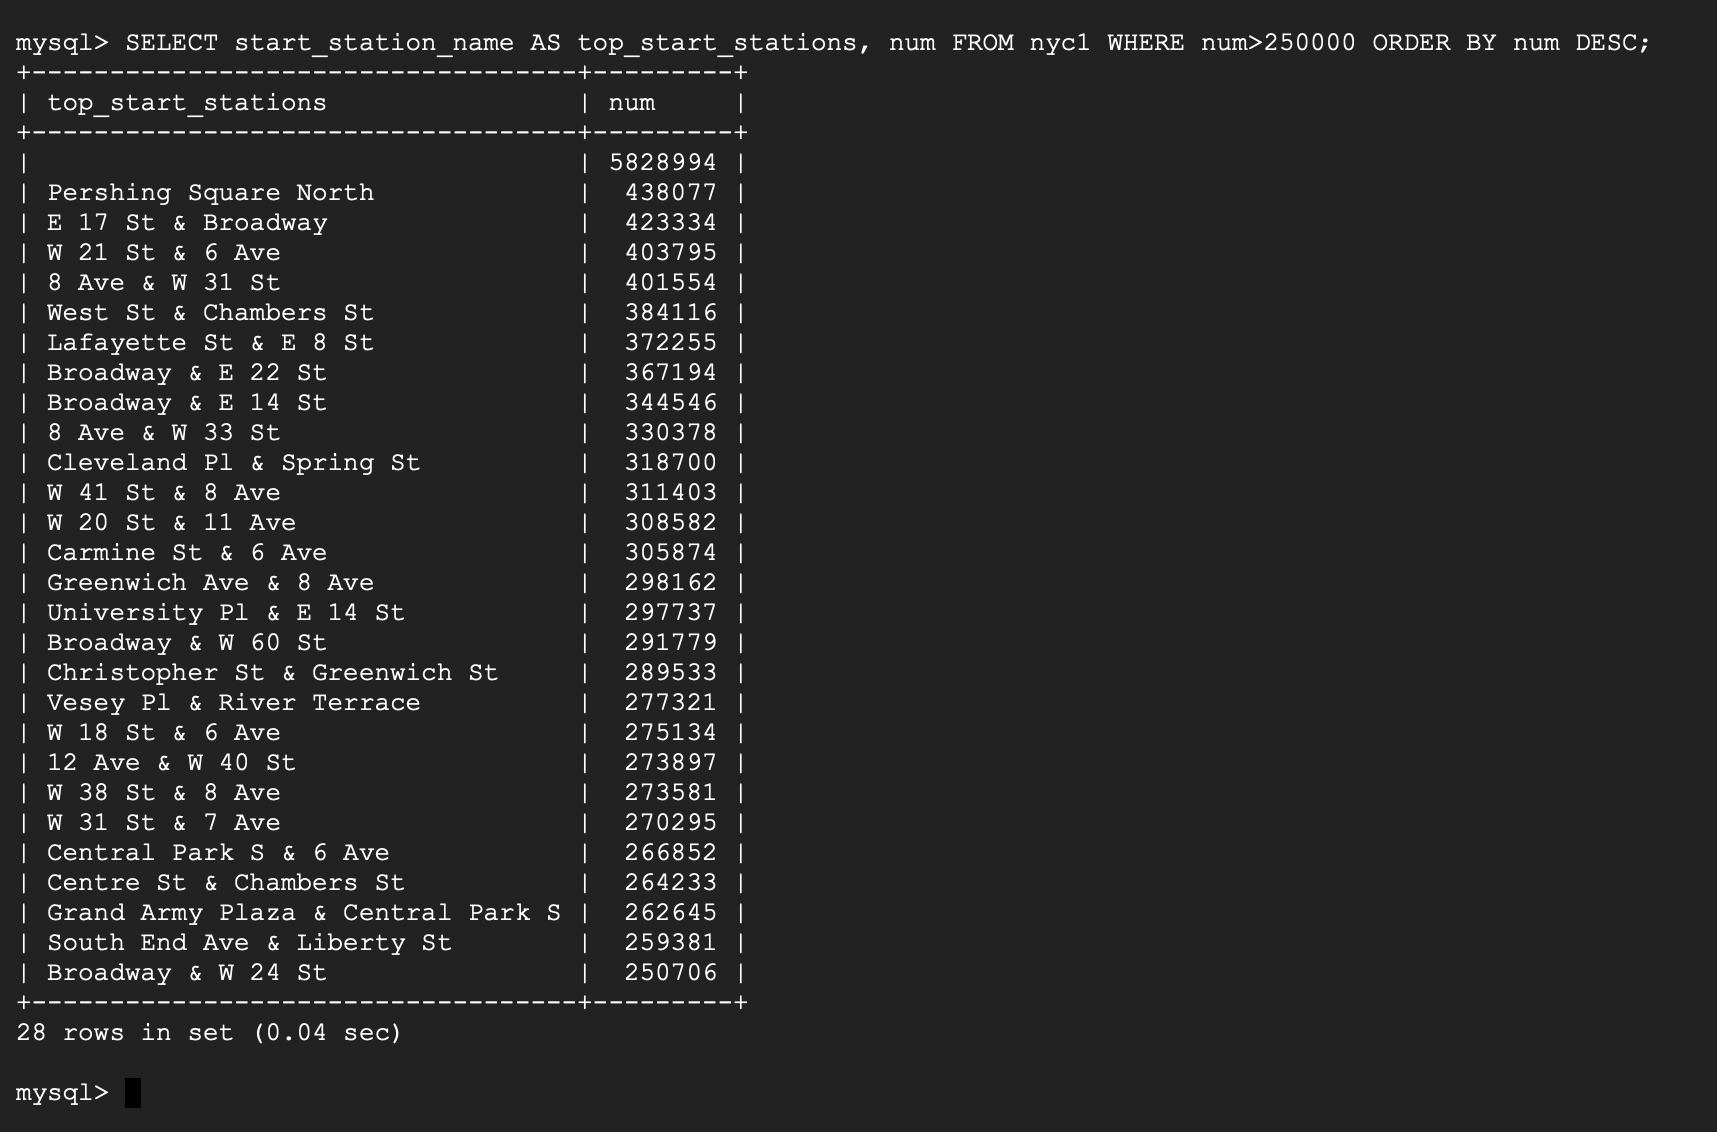 mysql> SELECT start_station_name AS top_start_stations, num FROM nyc1 WHERE num>250000 ORDER BY num DESC;
+-----------------------------------+---------+
| top_start_stations                | num     |
+-----------------------------------+---------+
|                                   | 5828994 |
| Pershing Square North             |  438077 |
| E 17 St & Broadway                |  423334 |
| W 21 St & 6 Ave                   |  403795 |
| 8 Ave & W 31 St                   |  401554 |
| West St & Chambers St             |  384116 |
| Lafayette St & E 8 St             |  372255 |
| Broadway & E 22 St                |  367194 |
| Broadway & E 14 St                |  344546 |
| 8 Ave & W 33 St                   |  330378 |
| Cleveland Pl & Spring St          |  318700 |
| W 41 St & 8 Ave                   |  311403 |
| W 20 St & 11 Ave                  |  308582 |
| Carmine St & 6 Ave                |  305874 |
| Greenwich Ave & 8 Ave             |  298162 |
| University Pl & E 14 St           |  297737 |
| Broadway & W 60 St                |  291779 |
| Christopher St & Greenwich St     |  289533 |
| Vesey Pl & River Terrace          |  277321 |
| W 18 St & 6 Ave                   |  275134 |
| 12 Ave & W 40 St                  |  273897 |
| W 38 St & 8 Ave                   |  273581 |
| W 31 St & 7 Ave                   |  270295 |
| Central Park S & 6 Ave            |  266852 |
| Centre St & Chambers St           |  264233 |
| Grand Army Plaza & Central Park S |  262645 |
| South End Ave & Liberty St        |  259381 |
| Broadway & W 24 St                |  250706 |
+-----------------------------------+---------+
28 rows in set (0.04 sec)
mysql>